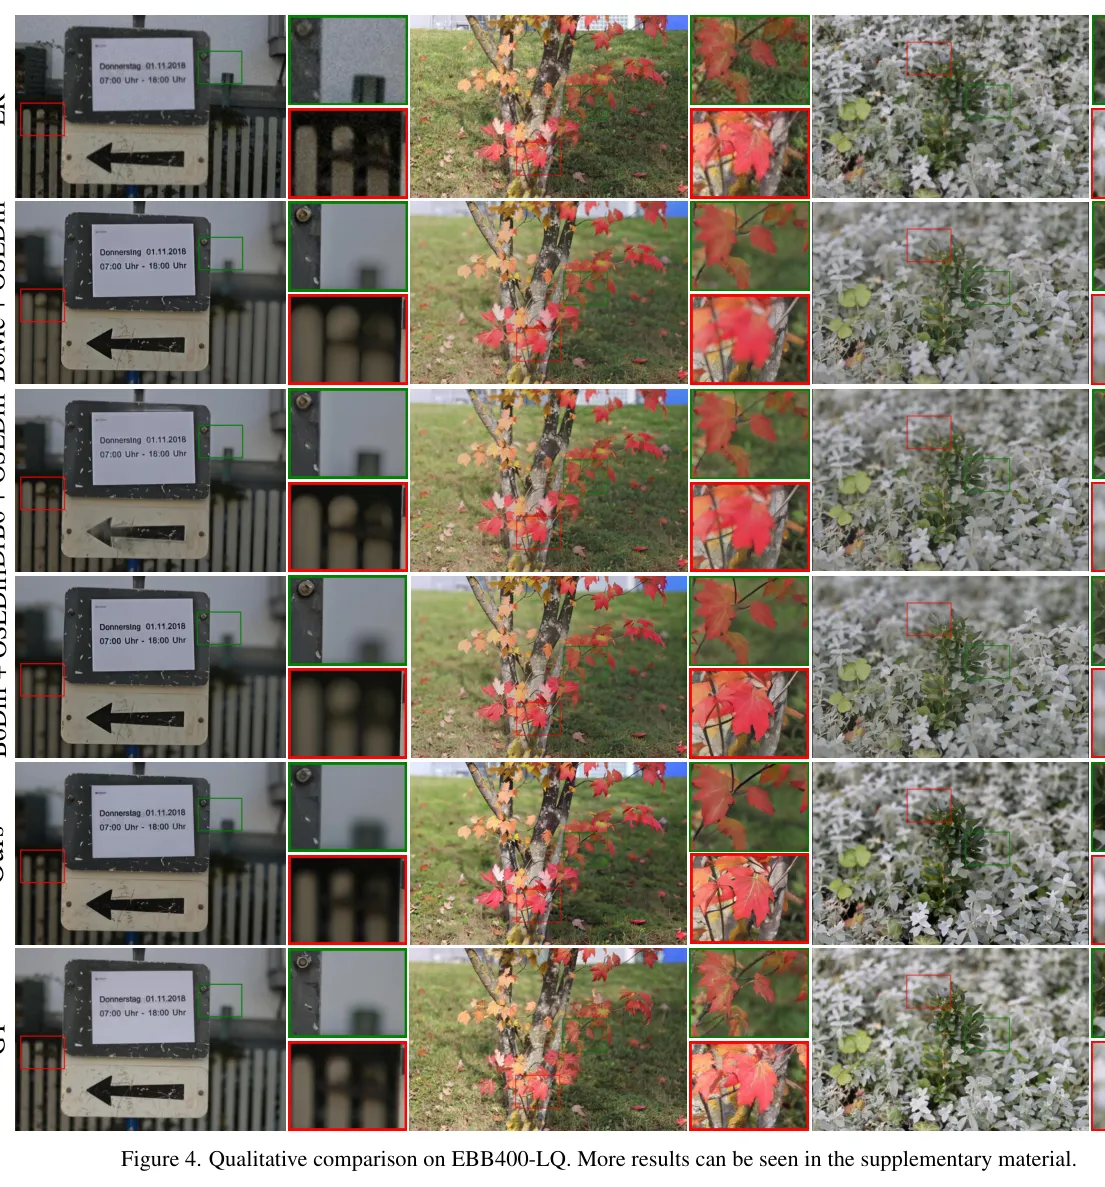 Donnerstag 01.11.2018
07:00 Uhr - 18:00 Uhr
Donnerstag 01.11.2018
07:00 Uhr - 18:00 Uhr
Donnerstag 01.11.2018
07:00 Uhr - 18:00 Uhr
Donnerstag 01.11.2018
07:00 Uhr - 18:00 Uhr
Ours
Donnerstag 01.11.2018
07:00 Uhr - 18:00 Uhr
GT
Donnerstag 01.11.2018
07:00 Uhr - 18:00 Uhr
Figure 4. Qualitative comparison on EBB400-LQ. More results can be seen in the supplementary material.